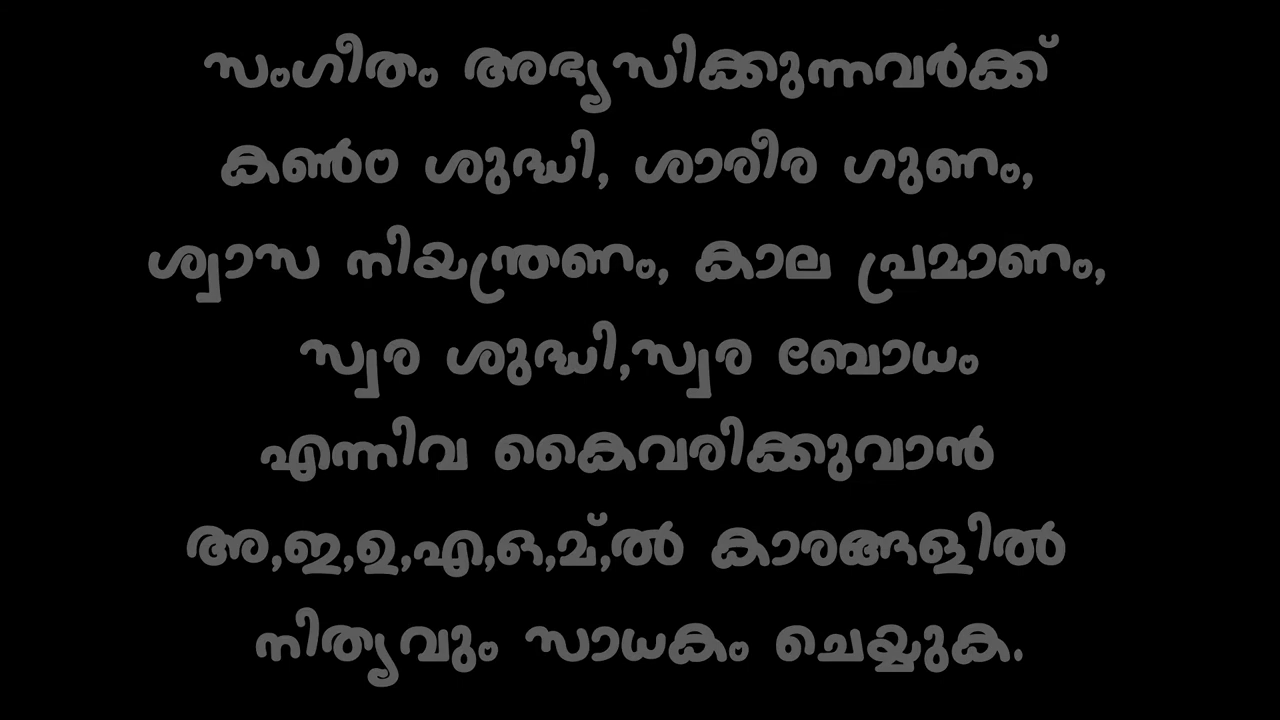 സംഗീതം അഭ്യസിക്കുന്നവർക്ക്
കൺഠ ശുദ്ധി, ശാരീര ഗുണം,
ശ്വാസ നിയന്ത്രണം, കാല പ്രമാണം,
സ്വര ശുദ്ധി,സ്വര ബോധം
എന്നിവ കൈവരിക്കുവാൻ
അ,ഇ,ഉ,എ,ഒ,മ്,ൽ കാരങ്ങളിൽ
നിത്യവും സാധകം ചെയ്യുക.